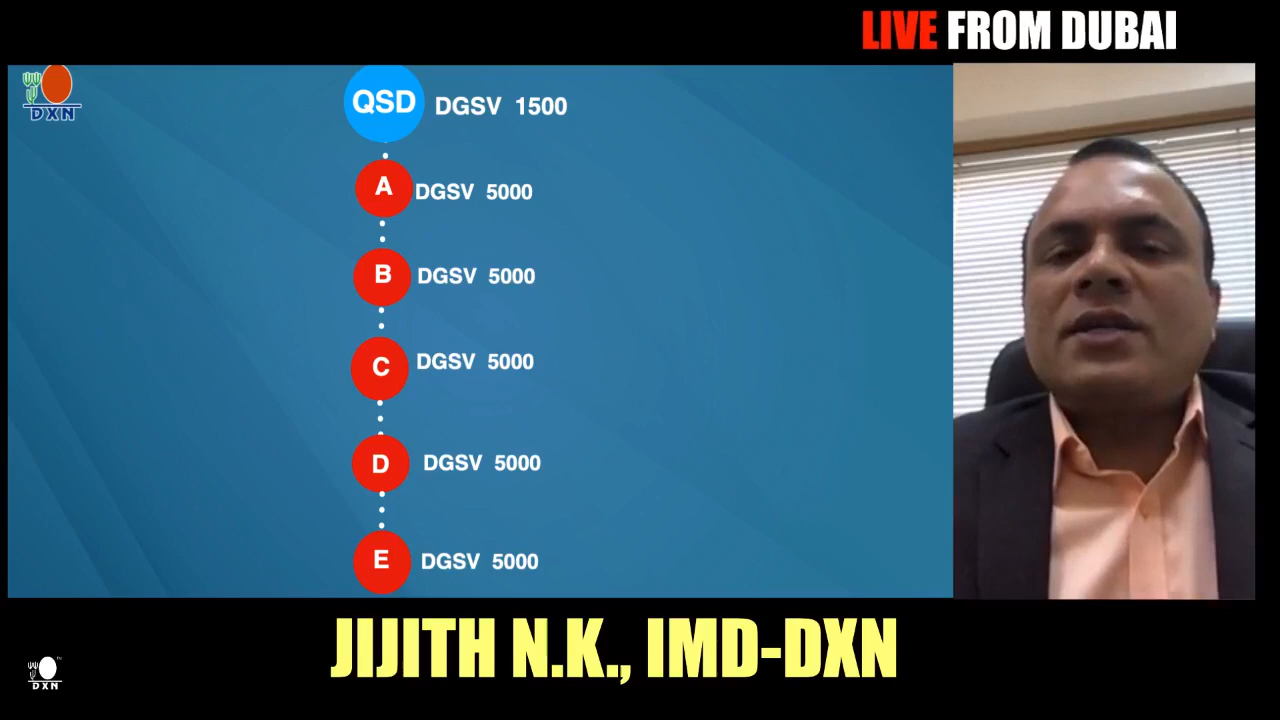 LIVE FROM DUBAI
DXN
QSD DGSV 1500
A DGSV 5000
B DGSV 5000
C DGSV 5000
D DGSV 5000
E DGSV 5000
JIJITH N.K., IMD-DXN
DXN